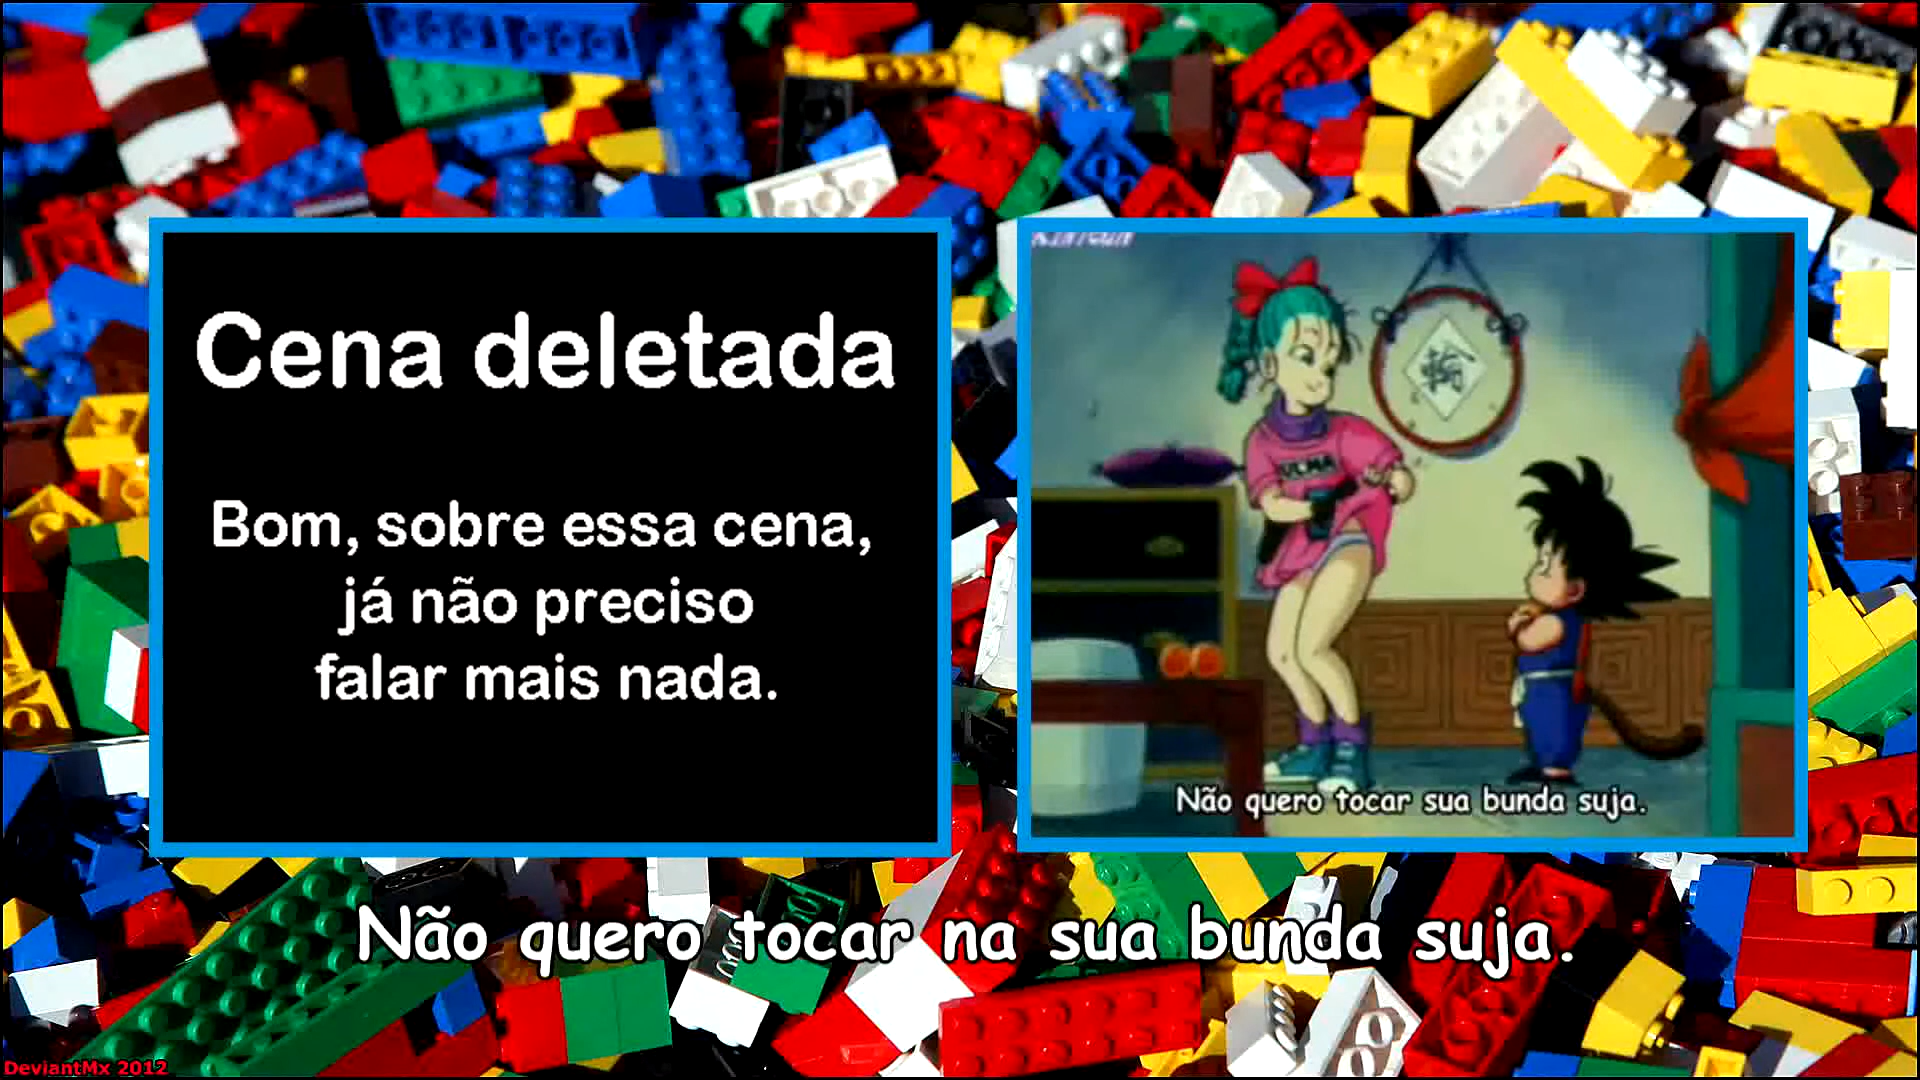 Cena deletada
Bom, sobre essa cena,
já não preciso
falar mais nada.
Não quero tocar sua bunda suja.
Não quero tocar na sua bunda suja.
DeviantMx 2012